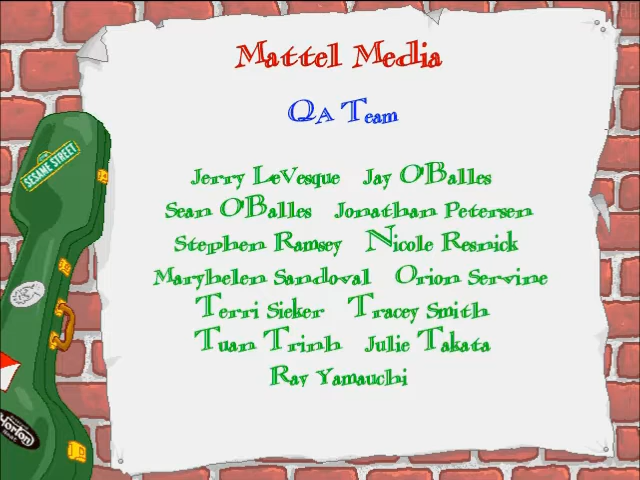 Mattel Media
QA Team
SESAME STREET
Jerry LeVesque Jay O'Balles
Sean O'Balles Jonathan Petersen
Stephen Ramsey Nicole Resnick
Maryhelen Sandoval Orion Servine
Terri Sieker Tracey Smith
Tuan Trinh Julie Takata
Ray Yamauchi
Horton